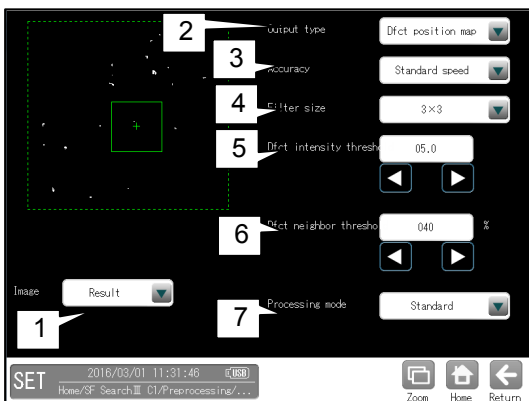 2
Output type
Dfct position map
3
Accuracy
Standard speed
4
Filter size
3×3
5
Dfct intensity thresho
05.0
6
Dfct neighbor thresho
040
%
Image
Result
1
7
Processing mode
Standard
SET
2016/03/01 11:31:46
USB
Home/SF SearchⅢ C1/Preprocessing/...
Zoom
Home
Return